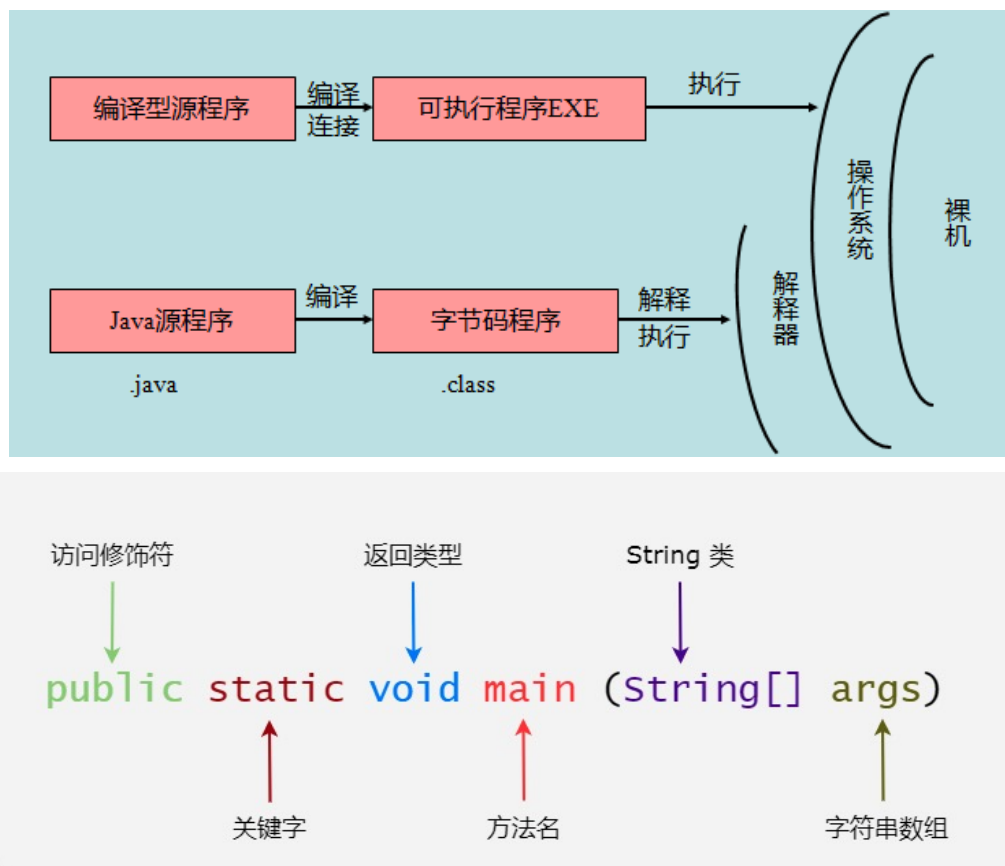 编译型源程序
编译
连接
可执行程序EXE
执行
操作系统
裸机
Java源程序
编译
字节码程序
解释
执行
解释器
.java
.class
访问修饰符
返回类型
String 类
public static void main (String[] args)
关键字
方法名
字符串数组